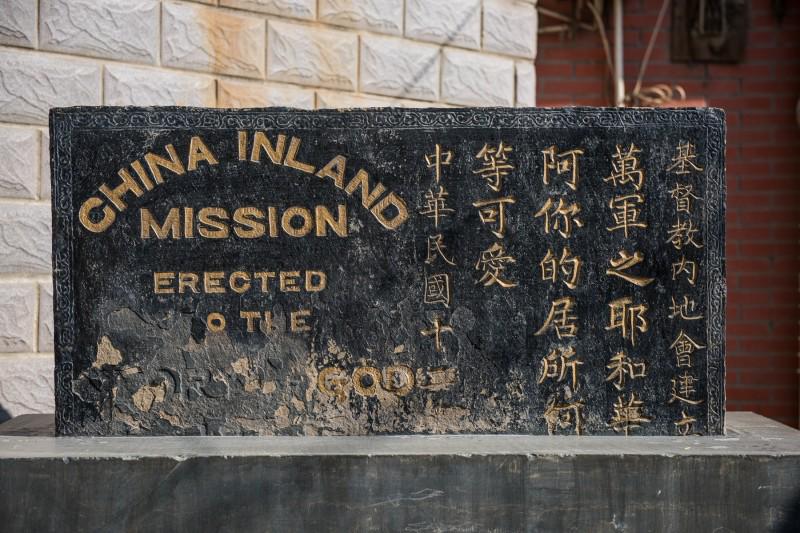 CHINA INLAND
MISSION
ERECTED
O THE
GOD
基督教內地會建立
萬軍之耶和華
阿你的居所何
等可愛
中華民國十